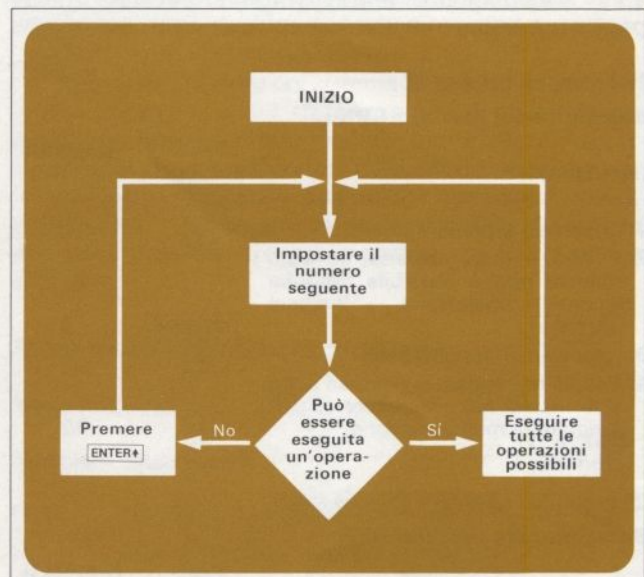 INIZIO
Impostare il
numero
seguente
Può
essere
eseguita
un'opera-
zione
No
Sí
Premere
ENTER↑
Eseguire
tutte le
operazioni
possibili